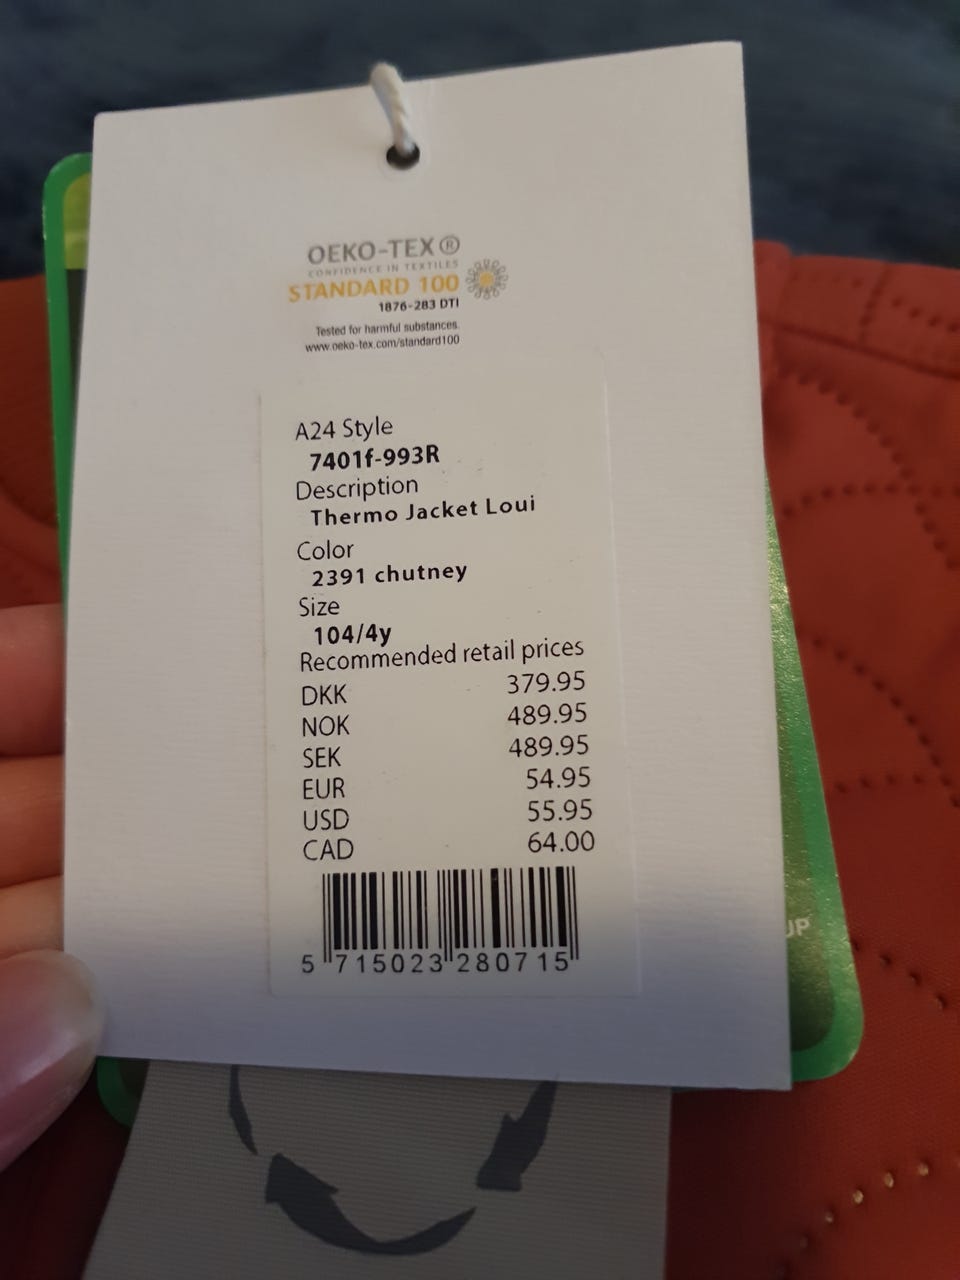 OEKO-TEX®
CONFIDENCE IN TEXTILES
STANDARD 100
1876-283 DTI
Tested for harmful substances.
www.oeko-tex.com/standard100
A24 Style
7401f-993R
Description
Thermo Jacket Loui
Color
2391 chutney
Size
104/4y
Recommended retail prices
DKK 379.95
NOK 489.95
SEK 489.95
EUR 54.95
USD 55.95
CAD 64.00
5 715023 280715
UP